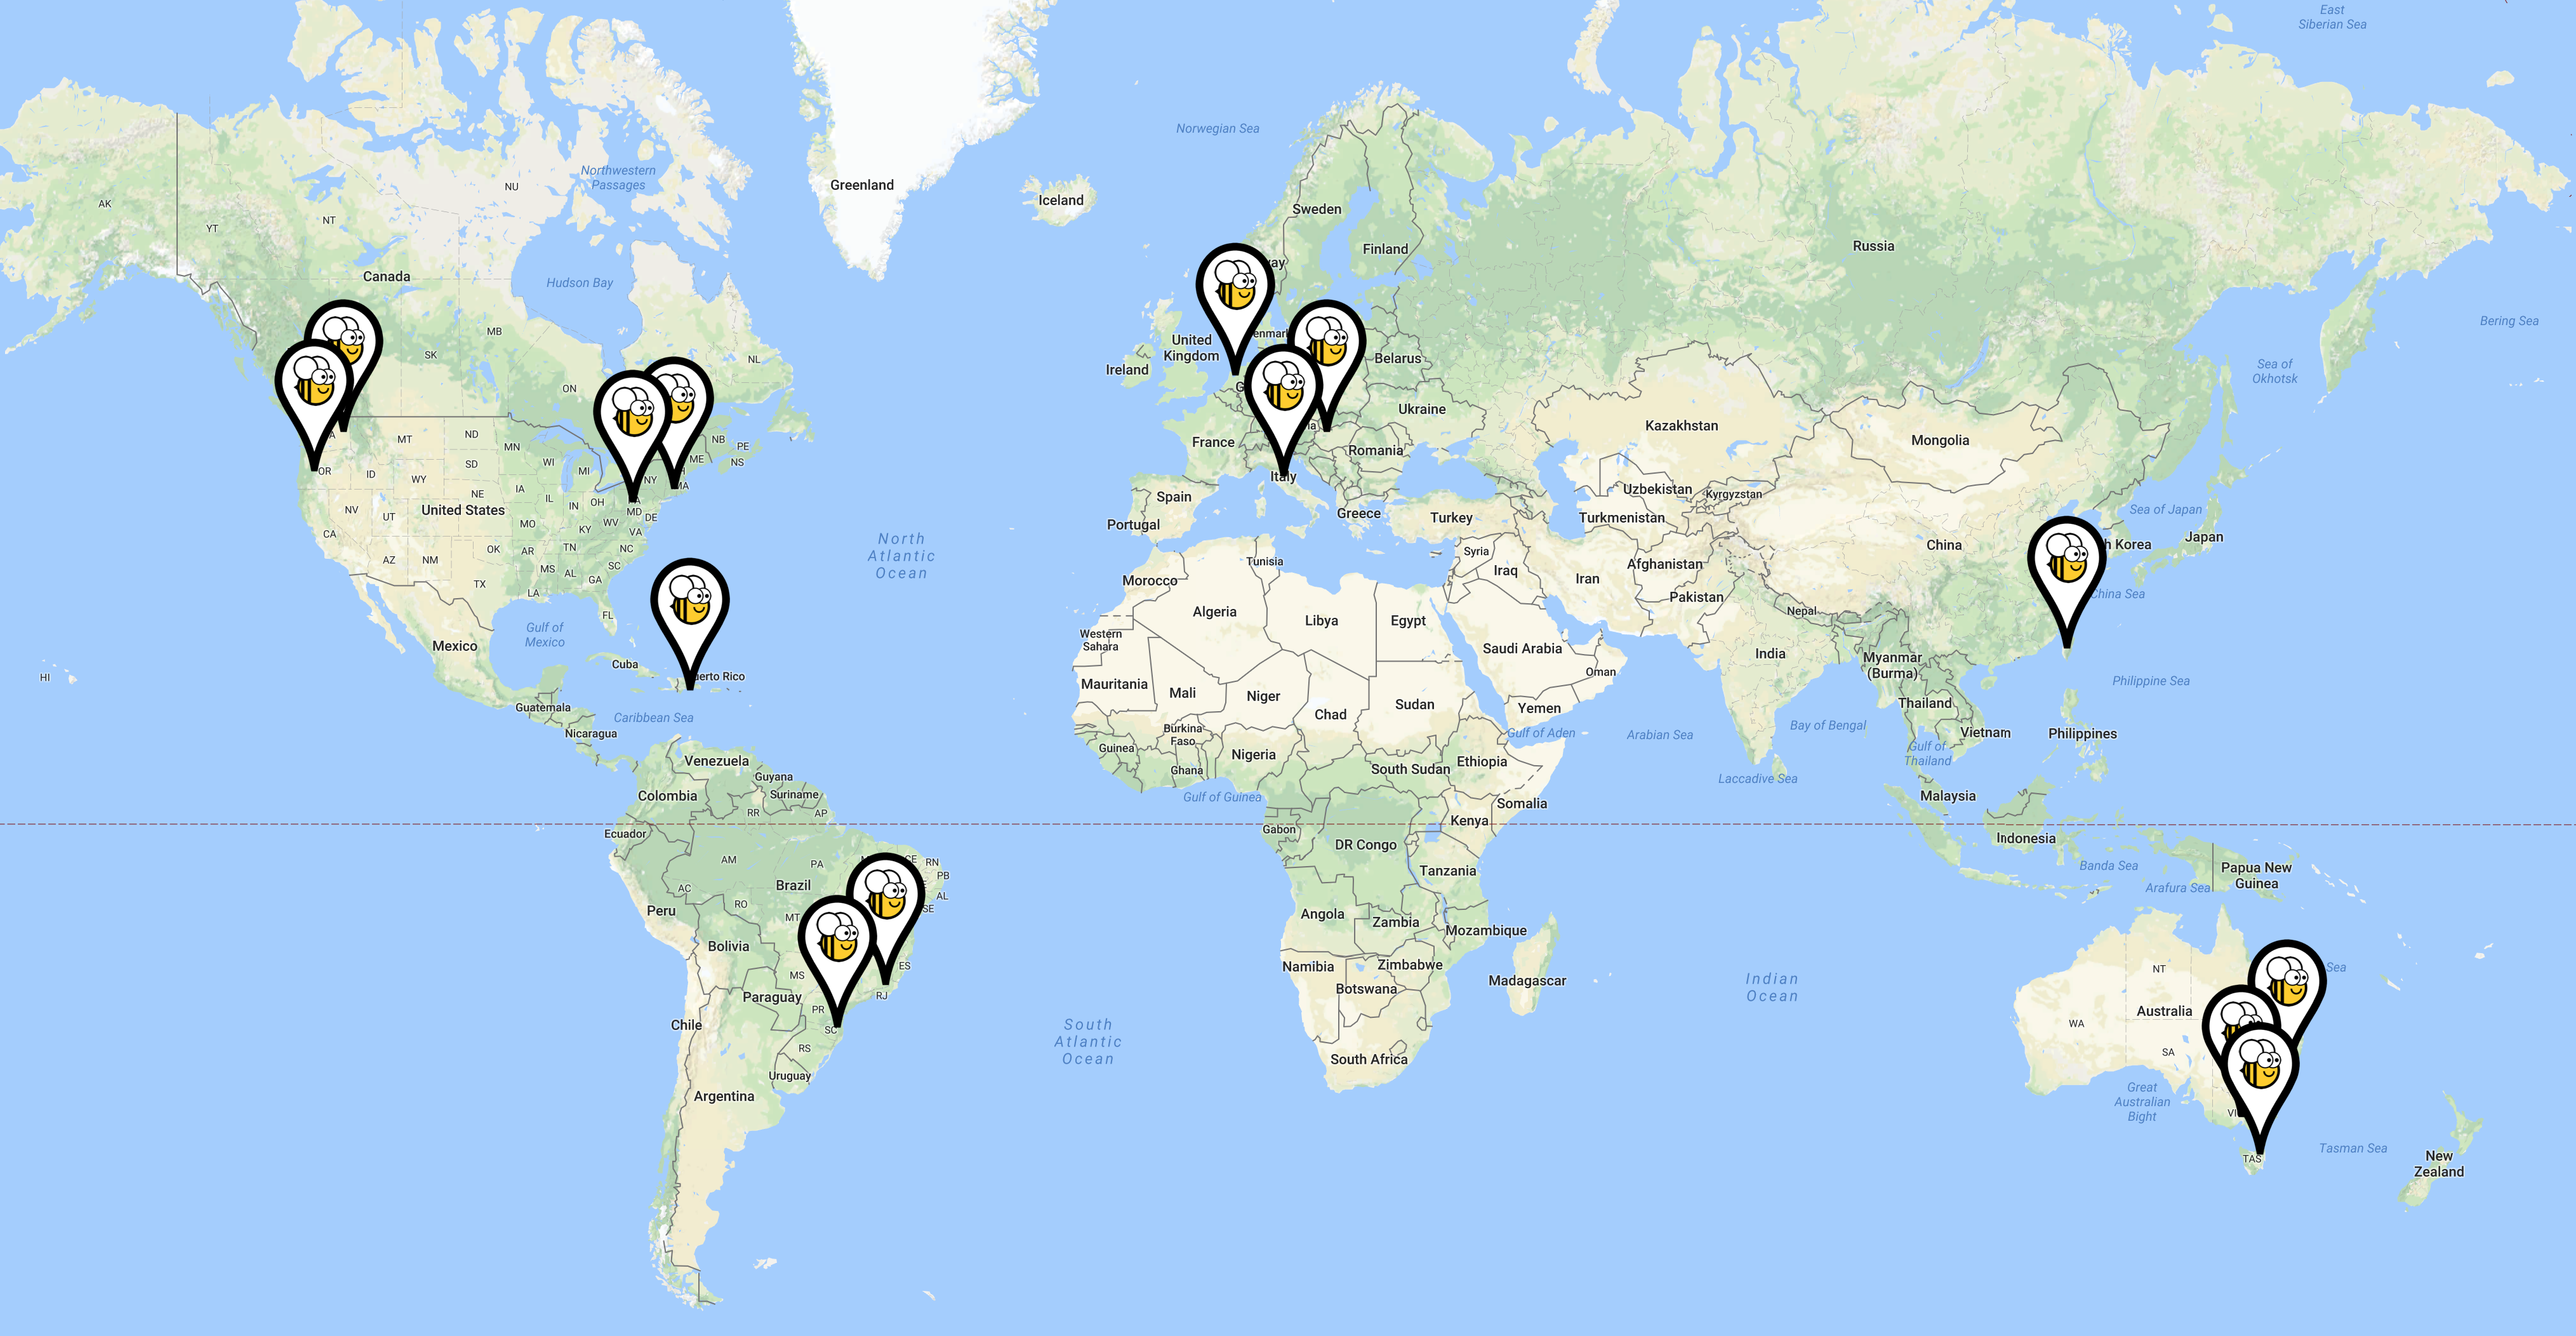 East
Siberian Sea
Norwegian Sea
Northwestern
Passages
Greenland
NU
AK
NT
YT
Iceland
Sweden
Finland
Russia
Canada
Hudson Bay
way
Bering Sea
Sea of
Okhotsk
MB
SK
ON
NL
United
Kingdom
Ireland
enmark
Belarus
Ukraine
Kazakhstan
Mongolia
France
Romania
Italy
MT
ND
MN
NB
PE
NS
ME
OR
ID
SD
WI
MI
NY
MA
WY
Uzbekistan
Kyrgyzstan
Turkmenistan
Spain
Portugal
Greece
Turkey
NE
IA
IL
IN
OH
NV
UT
United States
MO
KY
WV
MD
DE
VA
CA
AZ
NM
OK
AR
TN
NC
TX
MS
AL
GA
SC
LA
FL
North
Atlantic
Ocean
Sea of Japan
Japan
h Korea
China
China Sea
Syria
Iraq
Iran
Afghanistan
Pakistan
Nepal
Tunisia
Morocco
Algeria
Libya
Egypt
Western
Sahara
Saudi Arabia
Oman
India
Myanmar
(Burma)
Philippine Sea
Gulf of
Mexico
Mexico
Cuba
uerto Rico
HI
Guatemala
Caribbean Sea
Nicaragua
Mauritania
Mali
Niger
Chad
Sudan
Yemen
Thailand
Burkina
Faso
Gulf of Aden
Arabian Sea
Bay of Bengal
Vietnam
Philippines
Guinea
Nigeria
Ethiopia
Gulf of
Thailand
Venezuela
Guyana
Ghana
South Sudan
Laccadive Sea
Colombia
Suriname
Gulf of Guinea
Somalia
Malaysia
RR
AP
Ecuador
Gabon
Kenya
Indonesia
DR Congo
Tanzania
Banda Sea
Papua New
Guinea
Arafura Sea
AM
PA
CE
RN
PB
AL
SE
Brazil
AC
RO
MT
Peru
Angola
Zambia
Mozambique
Bolivia
MS
ES
Namibia
Zimbabwe
Botswana
Madagascar
Indian
Ocean
NT
Sea
Paraguay
RJ
PR
SC
Chile
South
Atlantic
Ocean
Australia
WA
SA
RS
Uruguay
South Africa
Argentina
Great
Australian
Bight
VI
TAS
Tasman Sea
New
Zealand